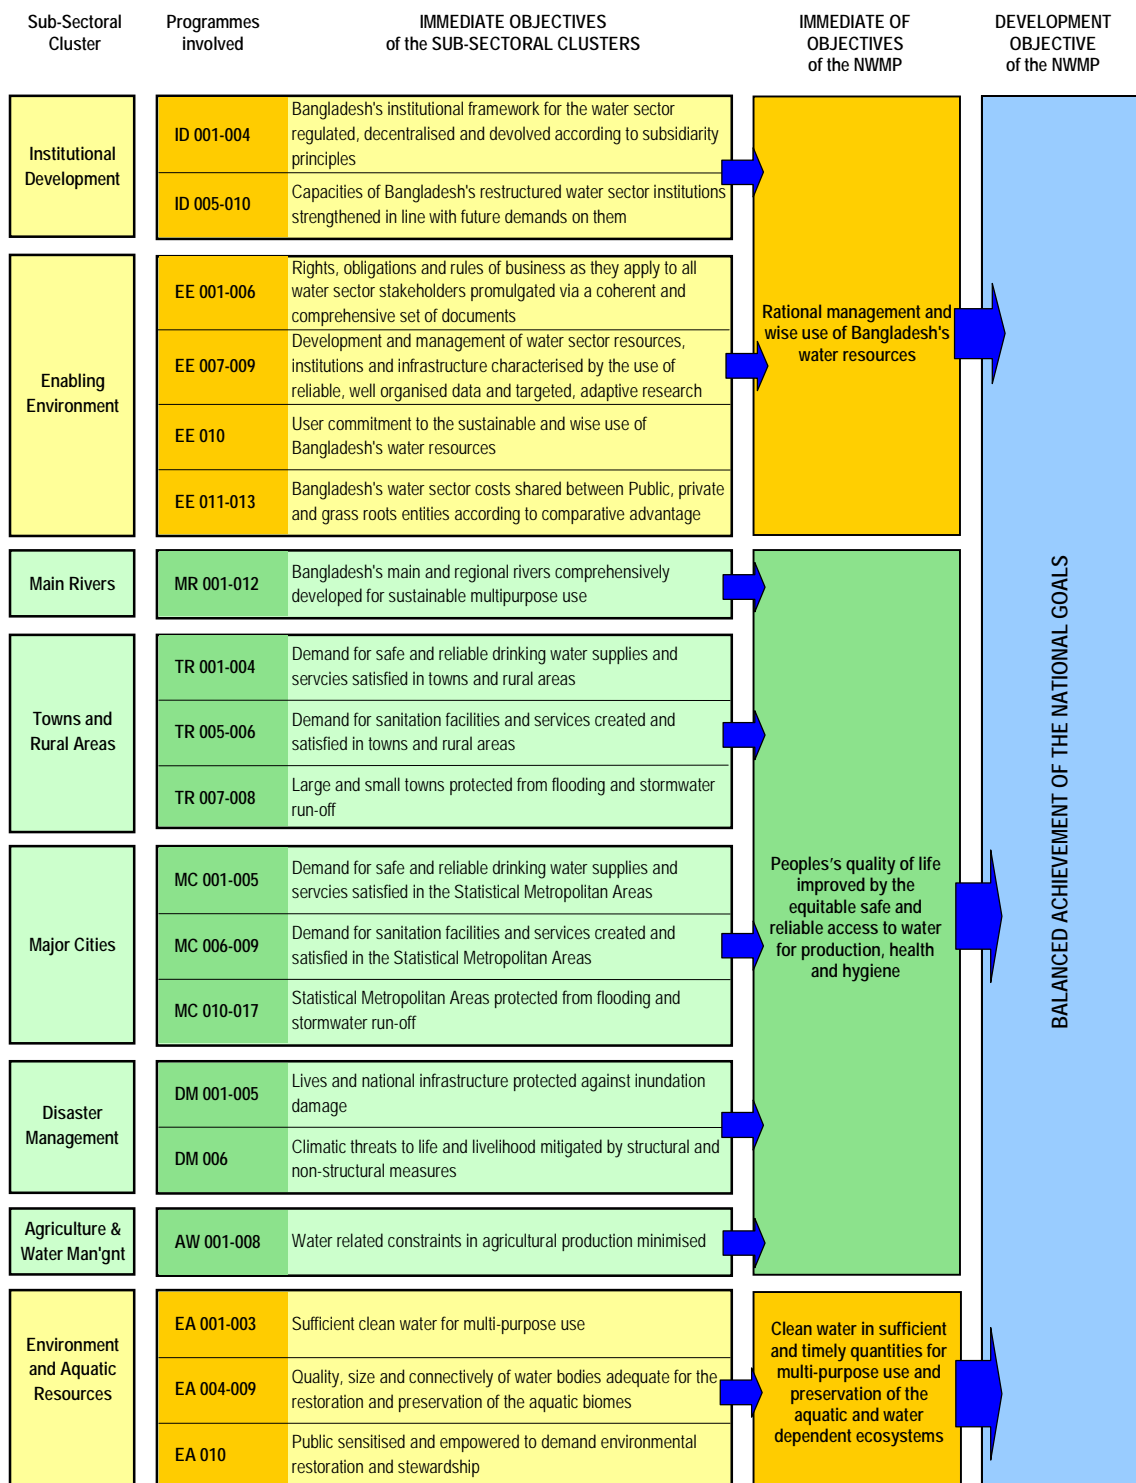 Sub-Sectoral
Cluster
Programmes
involved
IMMEDIATE OBJECTIVES
of the SUB-SECTORAL CLUSTERS
IMMEDIATE OF
OBJECTIVES
of the NWMP
DEVELOPMENT
OBJECTIVE
of the NWMP
Institutional
Development
ID 001-004
Bangladesh's institutional framework for the water sector
regulated, decentralised and devolved according to subsidiarity
principles
ID 005-010
Capacities of Bangladesh's restructured water sector institutions
strengthened in line with future demands on them
Enabling
Environment
EE 001-006
Rights, obligations and rules of business as they apply to all
water sector stakeholders promulgated via a coherent and
comprehensive set of documents
EE 007-009
Development and management of water sector resources,
institutions and infrastructure characterised by the use of
reliable, well organised data and targeted, adaptive research
EE 010
User commitment to the sustainable and wise use of
Bangladesh's water resources
EE 011-013
Bangladesh's water sector costs shared between Public, private
and grass roots entities according to comparative advantage
Rational management and
wise use of Bangladesh's
water resources
Main Rivers
MR 001-012
Bangladesh's main and regional rivers comprehensively
developed for sustainable multipurpose use
Towns and
Rural Areas
TR 001-004
Demand for safe and reliable drinking water supplies and
servcies satisfied in towns and rural areas
TR 005-006
Demand for sanitation facilities and services created and
satisfied in towns and rural areas
TR 007-008
Large and small towns protected from flooding and stormwater
run-off
Major Cities
MC 001-005
Demand for safe and reliable drinking water supplies and
servcies satisfied in the Statistical Metropolitan Areas
MC 006-009
Demand for sanitation facilities and services created and
satisfied in the Statistical Metropolitan Areas
MC 010-017
Statistical Metropolitan Areas protected from flooding and
stormwater run-off
Disaster
Management
DM 001-005
Lives and national infrastructure protected against inundation
damage
DM 006
Climatic threats to life and livelihood mitigated by structural and
non-structural measures
Agriculture &
Water Man'gnt
AW 001-008
Water related constraints in agricultural production minimised
Peoples's quality of life
improved by the
equitable safe and
reliable access to water
for production, health
and hygiene
Environment
and Aquatic
Resources
EA 001-003
Sufficient clean water for multi-purpose use
EA 004-009
Quality, size and connectively of water bodies adequate for the
restoration and preservation of the aquatic biomes
EA 010
Public sensitised and empowered to demand environmental
restoration and stewardship
Clean water in sufficient
and timely quantities for
multi-purpose use and
preservation of the
aquatic and water
dependent ecosystems
BALANCED ACHIEVEMENT OF THE NATIONAL GOALS